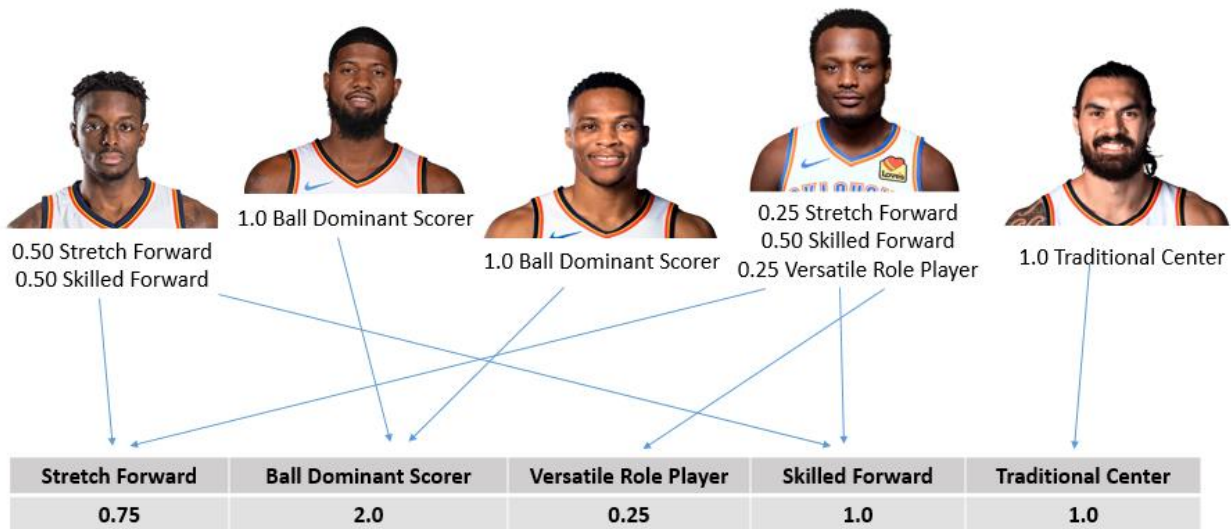 0.50 Stretch Forward
0.50 Skilled Forward
1.0 Ball Dominant Scorer
1.0 Ball Dominant Scorer
Love's
0.25 Stretch Forward
0.50 Skilled Forward
0.25 Versatile Role Player
1.0 Traditional Center
Stretch Forward Ball Dominant Scorer Versatile Role Player Skilled Forward Traditional Center
0.75 2.0 0.25 1.0 1.0